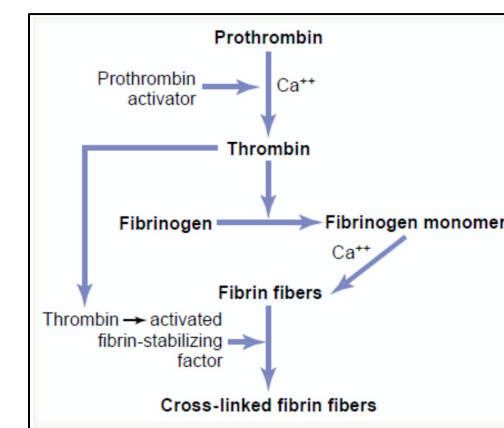 Prothrombin
Prothrombin
activator
Ca++
Thrombin
Fibrinogen
Fibrinogen monomer
Ca++
Fibrin fibers
Thrombin → activated
fibrin-stabilizing
factor
Cross-linked fibrin fibers